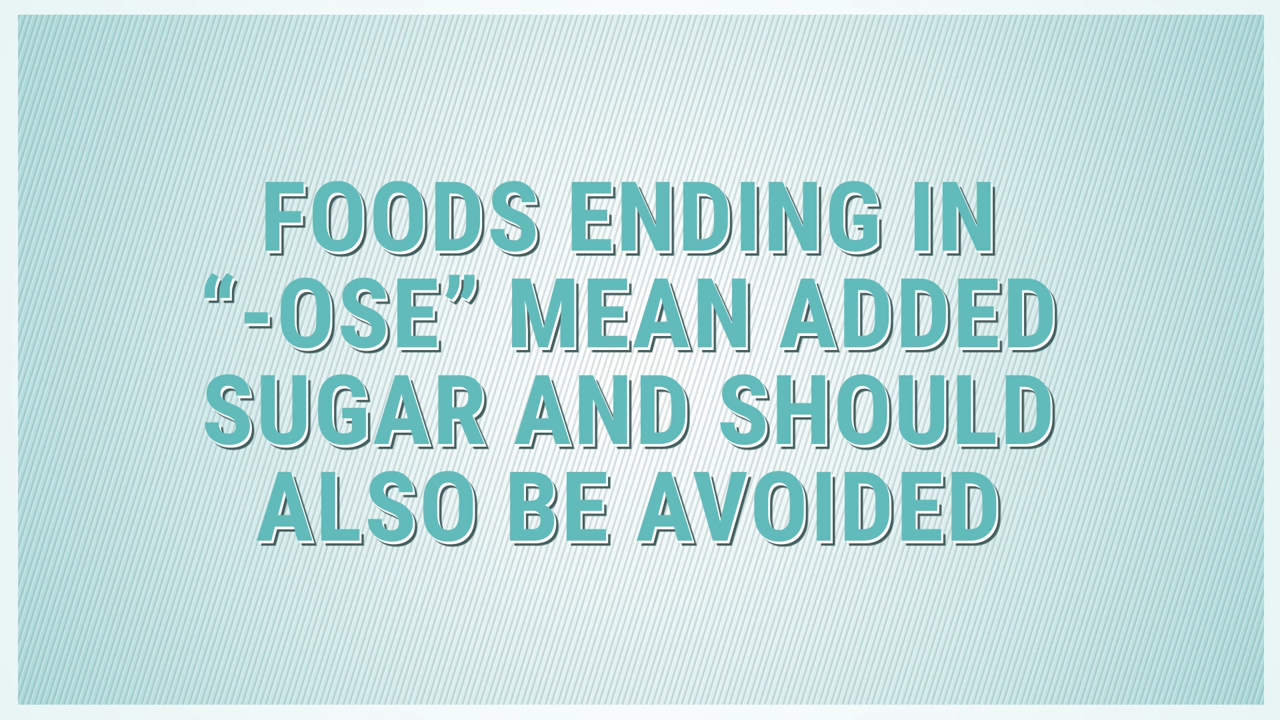 FOODS ENDING IN
“-OSE” MEAN ADDED
SUGAR AND SHOULD
ALSO BE AVOIDED